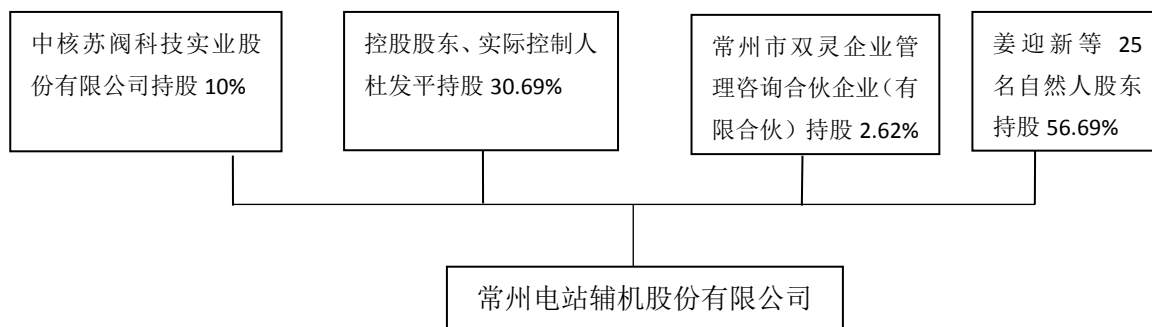 中核苏阀科技实业股
份有限公司持股 10%
控股股东、实际控制人
杜发平持股 30.69%
常州市双灵企业管
理咨询合伙企业（有
限合伙）持股 2.62%
姜迎新等 25
名自然人股东
持股 56.69%
常州电站辅机股份有限公司